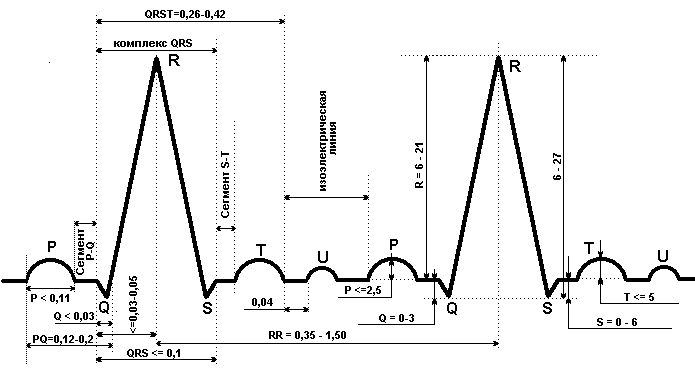 QRST=0,26-0,42
комплекс QRS
R
R
изоэлектрическая
линия
Сегмент S-T
R = 6 - 21
6 - 27
P
Сегмент
P-Q
T
U
P
T
U
Q
S
Q
S
P < 0,11
<=0,03-0,05
0,04
P <=2,5
T <= 5
Q < 0,03
Q = 0-3
S = 0 - 6
PQ=0,12-0,2
RR = 0,35 - 1,50
QRS <= 0,1